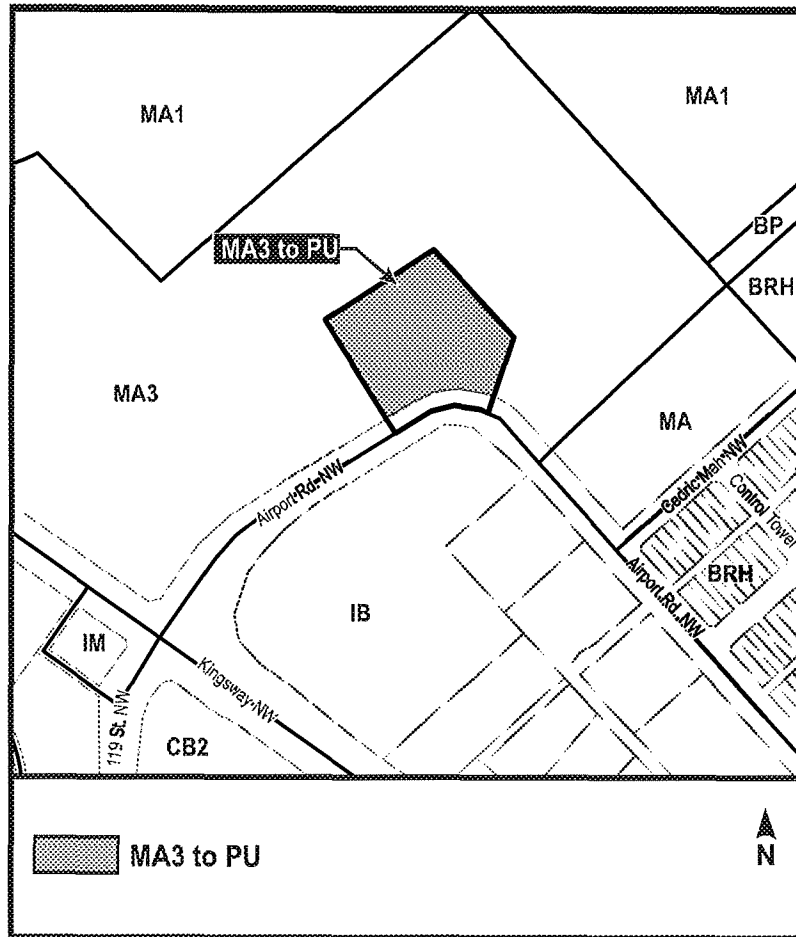 MA1
MA1
BP
MA3 to PU
BRH
MA3
MA
Cedric Mah NW
Control Tower
Airport Rd. NW
BRH
Airport Rd. NW
IB
IM
Kingsway NW
119 St. NW
CB2
MA3 to PU
N